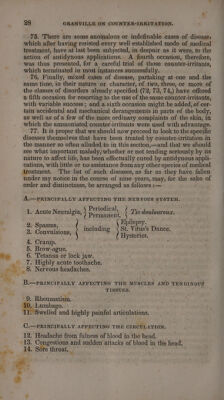 28 GRANVILLE ON COUNTER-IRRITATION.
75. There are some anomalous or indefinable cases of disease,
which after having resisted every well established mode of medical
treatment, have at last been subjected, in despair as it were, to the
action of antidynous applications. A fourth occasion, therefore,
was thus presented, for a careful trial of those counter-irritants,
which terminated in most instances successfully.
76. Finally, mixed cases of disease, partaking at one and the
same time, in their nature or character, of two, three, or more of
the classes of disorders already specified (72, 73, 74,) have offered
a fifth occasion for resorting to the use of the same counter-irritants,
with variable success; and a sixth occasion might be added, of cer-
tain accidental and mechanical derangements in parts of the body,
as well as of a few of the more ordinary complaints of the skin, in
which the ammoniated counter-irritants were used with advantage.
77. It is proper that we should now proceed to look to the specific
diseases themselves that have been treated by counter-irritation in
the manner so often alluded to in this section,—and that we should
see what important malady, whether or not tending seriously by its
nature to affect life, has been effectually cured by antidynous appli-
cations, with little or no assistance from any other species of medical
treatment. The list of such diseases, as far as they have fallen
under my notice in the course of nine years, may, for the sake of
order and distinctness, be arranged as follows:—
A.—PRINCIPALLY AFFECTING THE NERVOUS SYSTEM.
1. Acute Neuralgia, { Periodical, Permanent. } Tic douloureux.
2. Spasms,
3. Convulsions, } including { Epilepsy, St. Vitus's Dance. Hysterics.
4. Cramp.
5. Brow-ague.
6. Tetanus or lock jaw.
7. Highly acute toothache.
8. Nervous headaches.
B.—PRINCIPALLY AFFECTING THE MUSCLES AND TENDINOUS
TISSUES.
9. Rheumatism.
10. Lumbago.
11. Swelled and highly painful articulations.
C.—PRINCIPALLY AFFECTING THE CIRCULATION.
12. Headache from fulness of blood in the head.
13. Congestions and sudden attacks of blood in the head.
14. Sore throat.